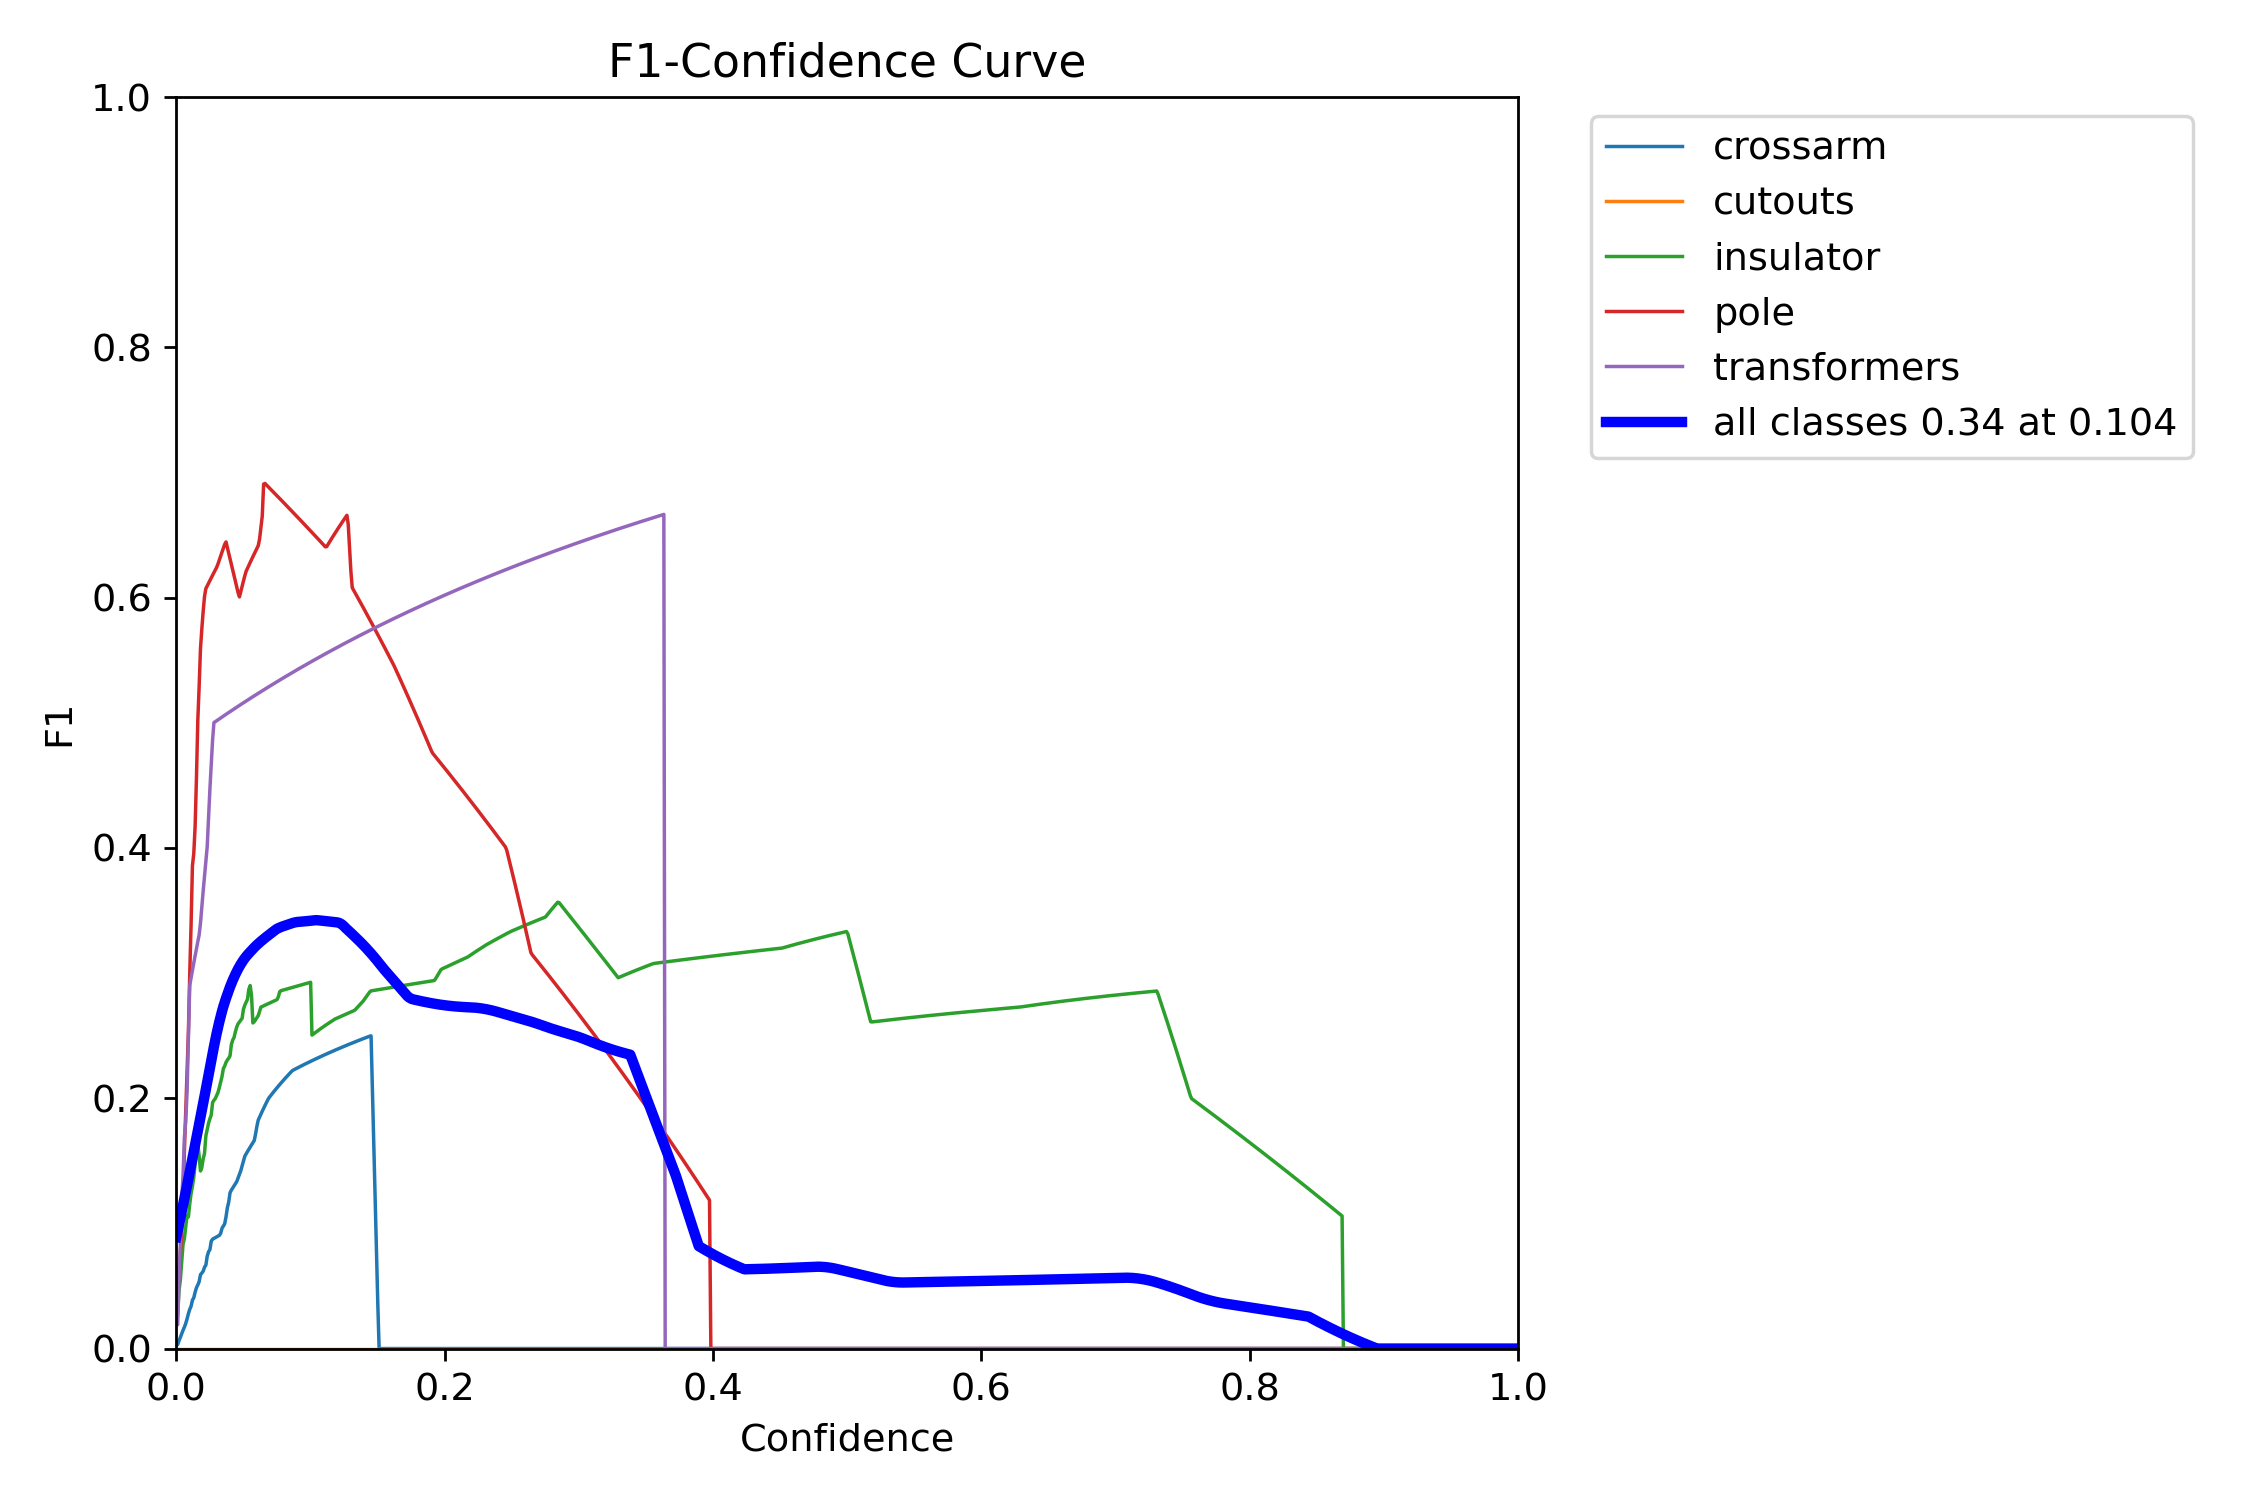 F1-Confidence Curve
1.0
0.8
0.6
0.4
0.2
0.0
F1
0.0 0.2 0.4 0.6 0.8 1.0
Confidence
crossarm
cutouts
insulator
pole
transformers
all classes 0.34 at 0.104